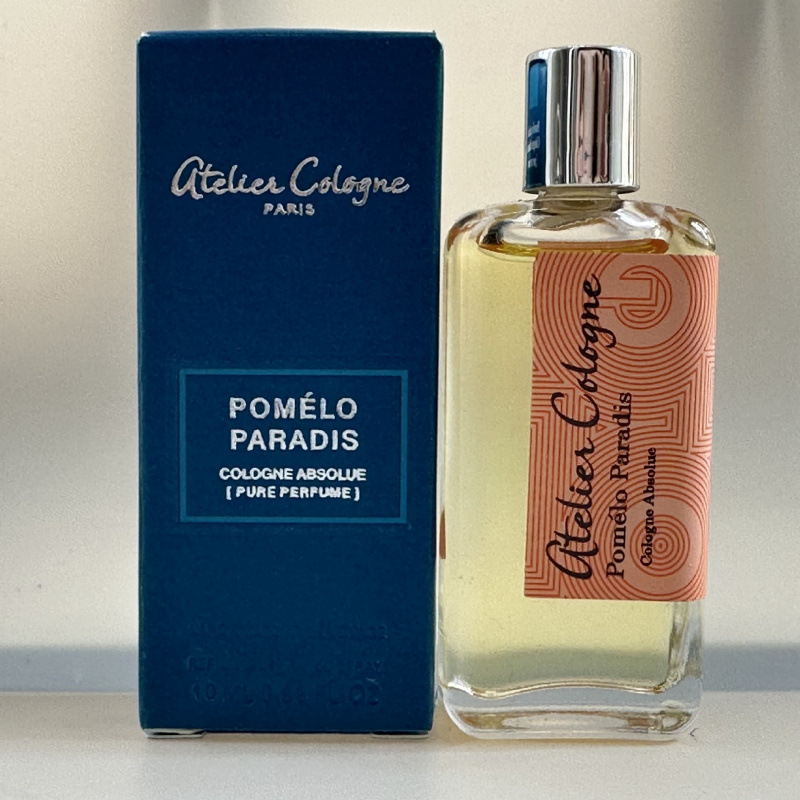 Atelier Cologne
PARIS
POMÉLO
PARADIS
COLOGNE ABSOLUE
[ PURE PERFUME ]
Atelier Cologne
Pomélo Paradis
Cologne Absolue